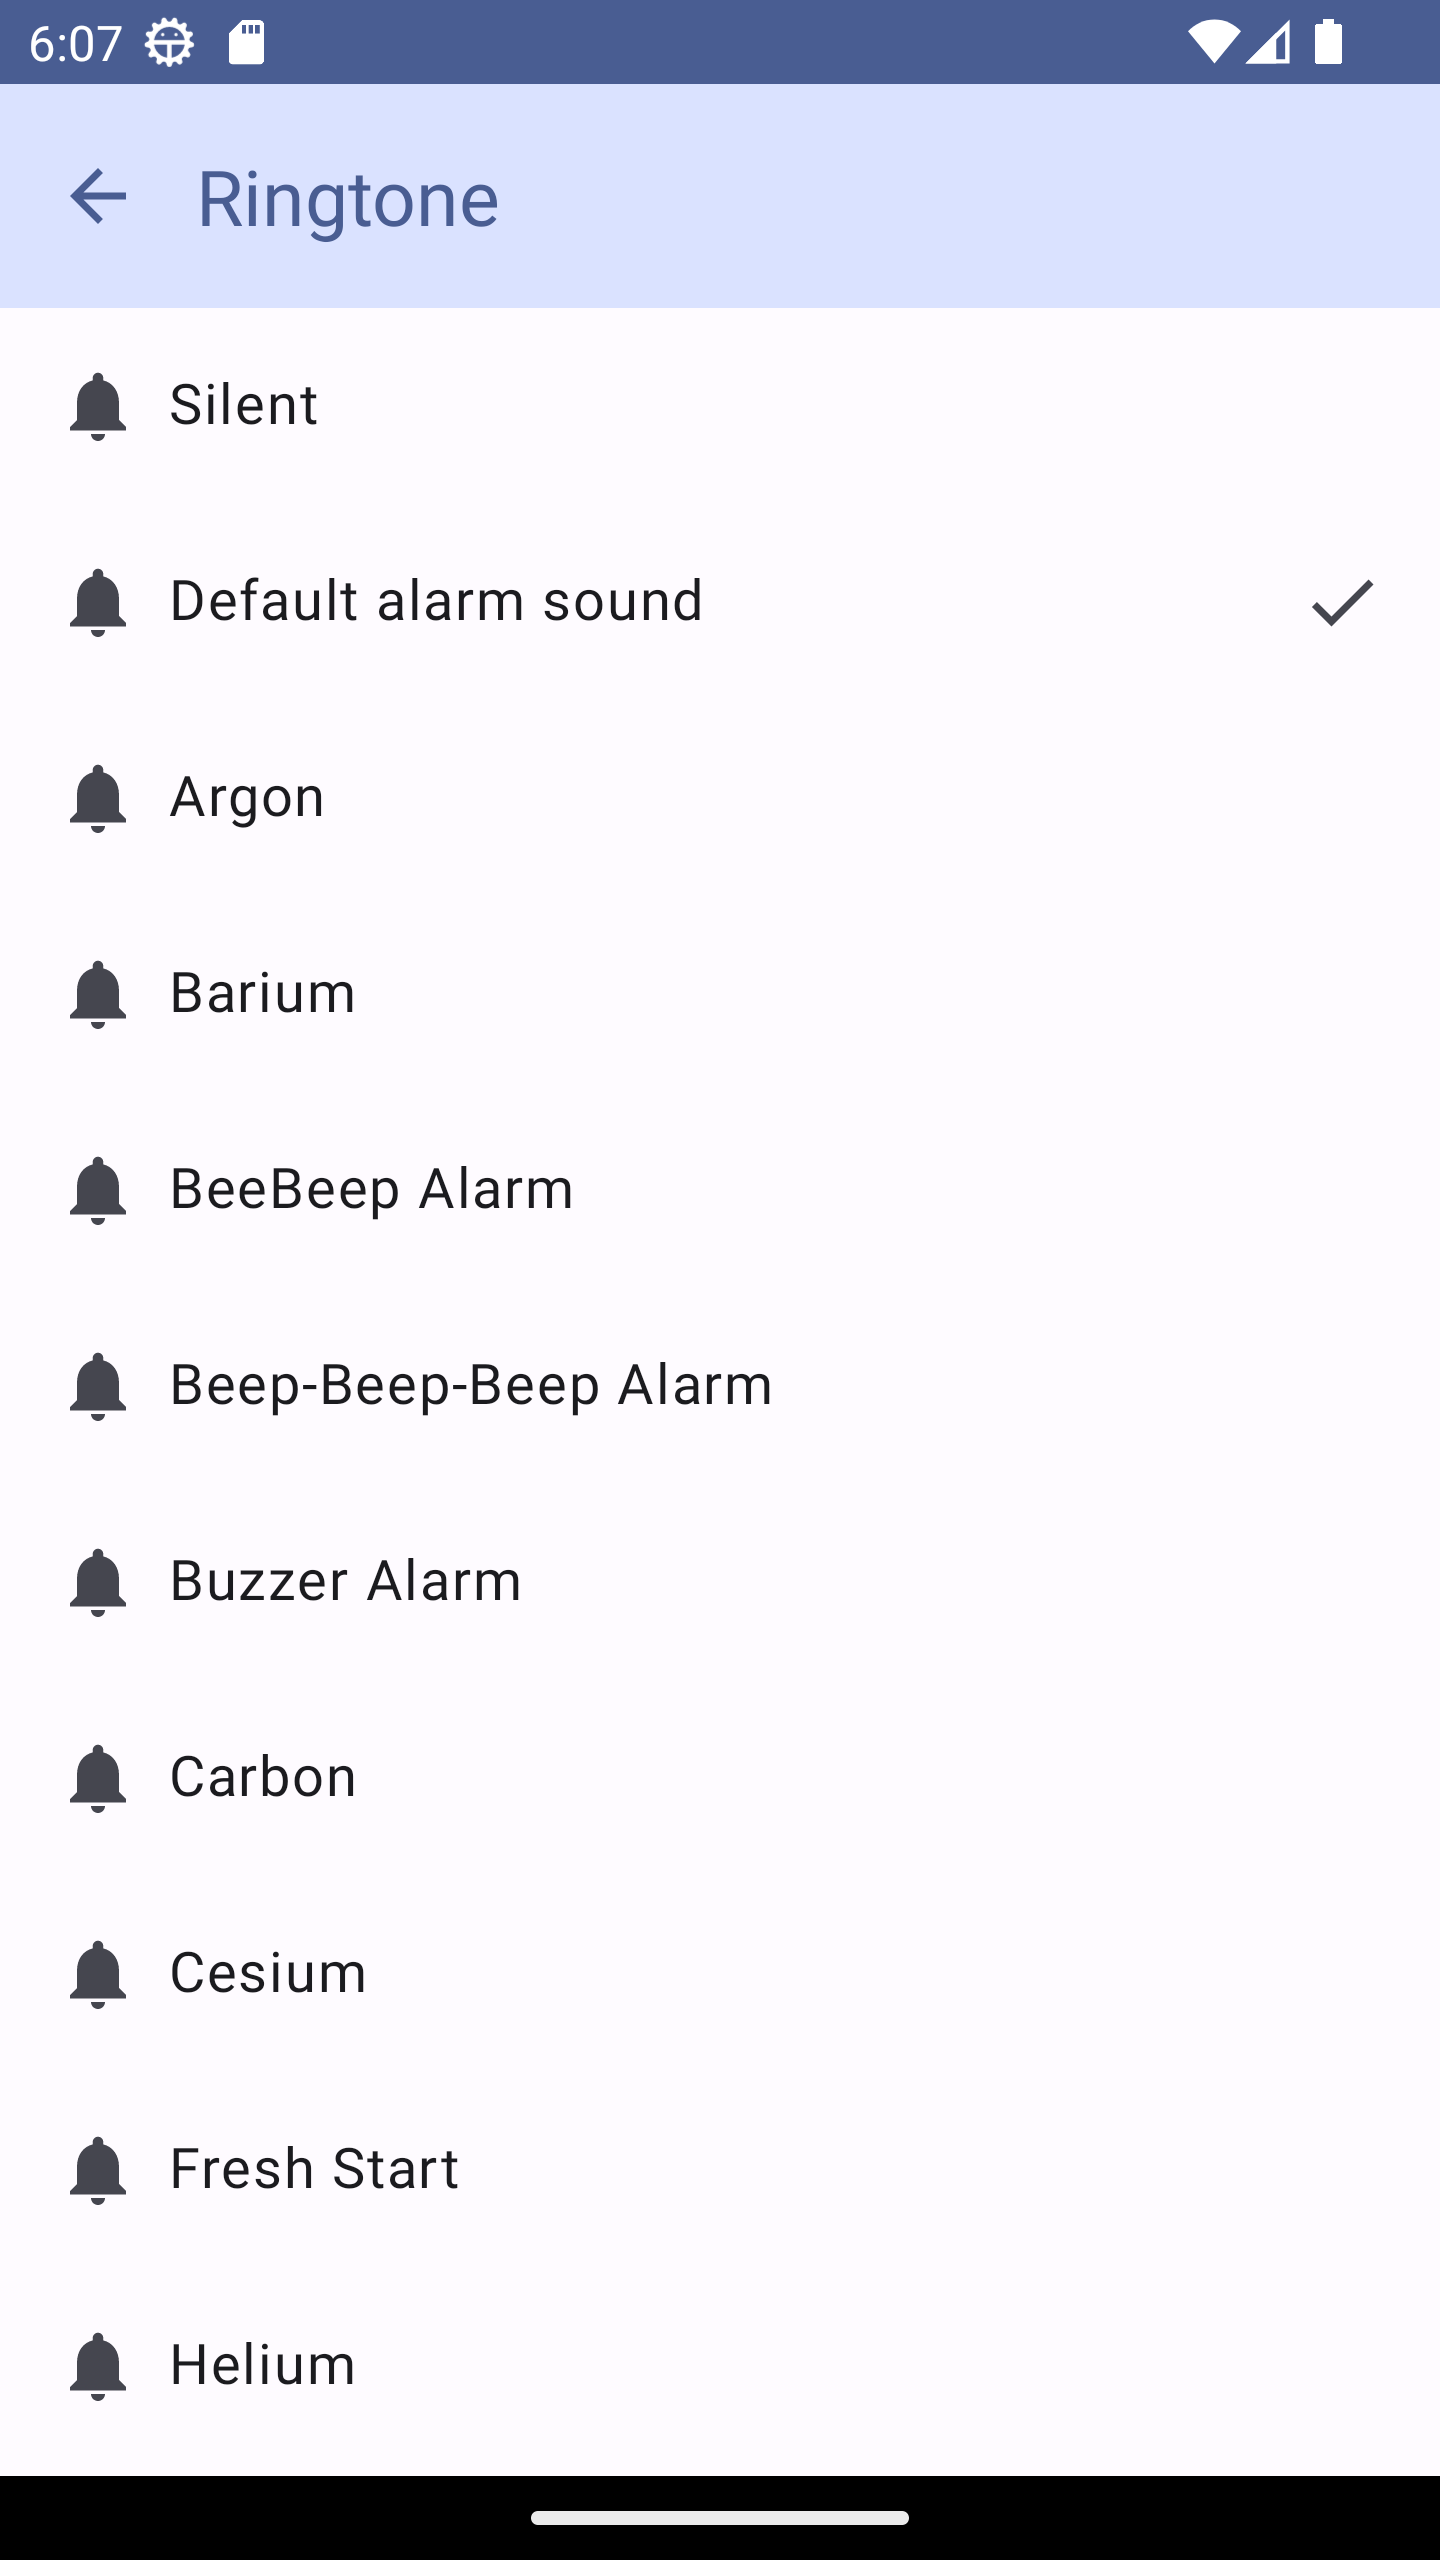 6:07
Ringtone
Silent
Default alarm sound
Argon
Barium
BeeBeep Alarm
Beep-Beep-Beep Alarm
Buzzer Alarm
Carbon
Cesium
Fresh Start
Helium